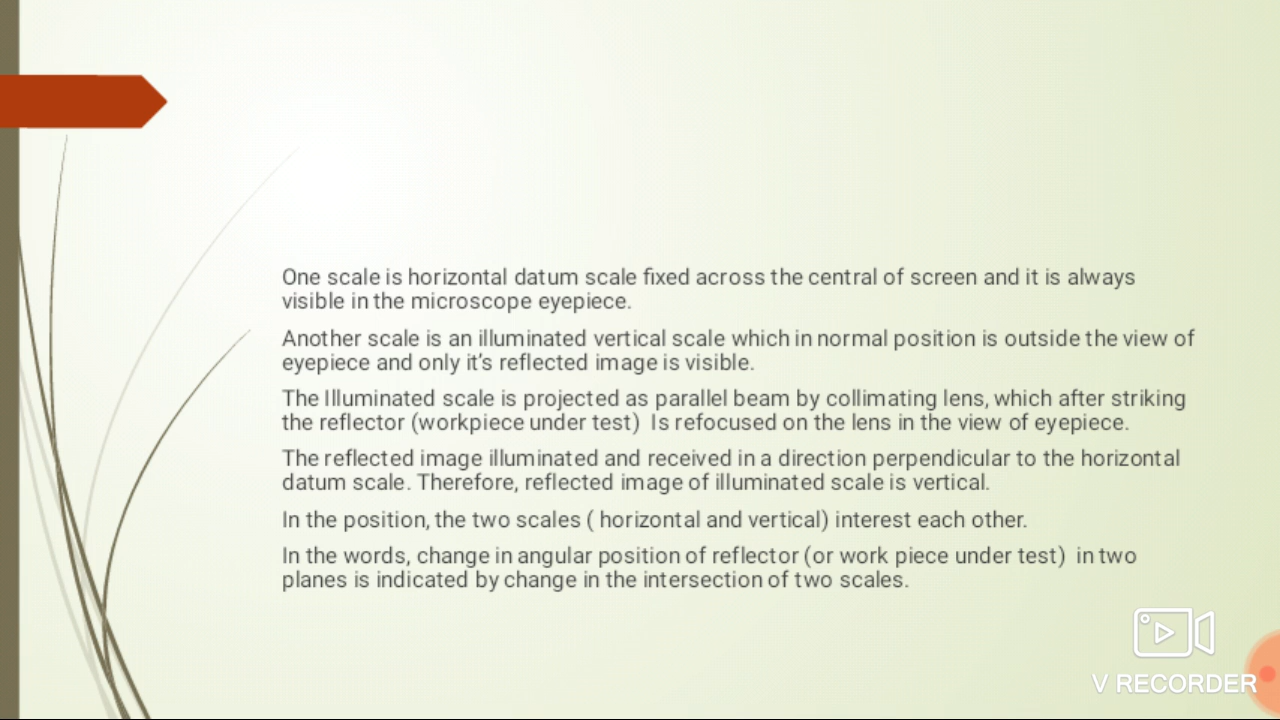 One scale is horizontal datum scale fixed across the central of screen and it is always
visible in the microscope eyepiece.
Another scale is an illuminated vertical scale which in normal position is outside the view of
eyepiece and only it's reflected image is visible.
The Illuminated scale is projected as parallel beam by collimating lens, which after striking
the reflector (workpiece under test) Is refocused on the lens in the view of eyepiece.
The reflected image illuminated and received in a direction perpendicular to the horizontal
datum scale. Therefore, reflected image of illuminated scale is vertical.
In the position, the two scales ( horizontal and vertical) interest each other.
In the words, change in angular position of reflector (or work piece under test) in two
planes is indicated by change in the intersection of two scales.
V RECORDER